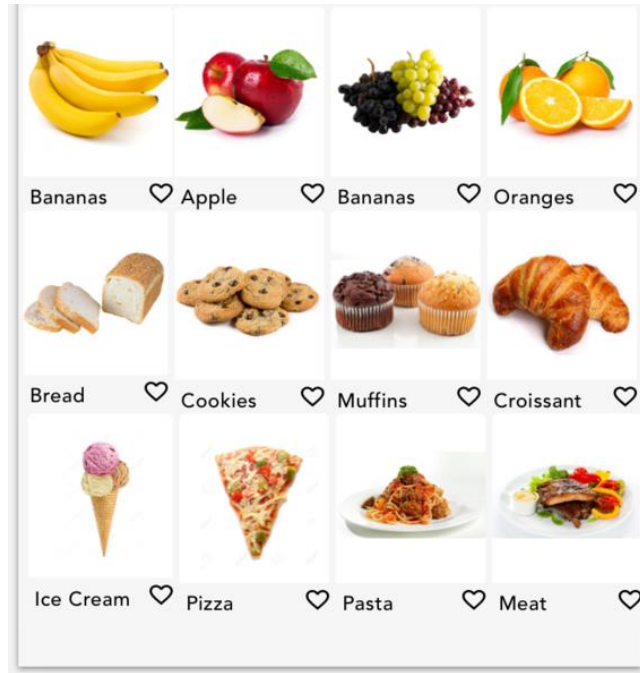 Bananas Apple Bananas Oranges
Bread Cookies Muffins Croissant
Ice Cream Pizza Pasta Meat